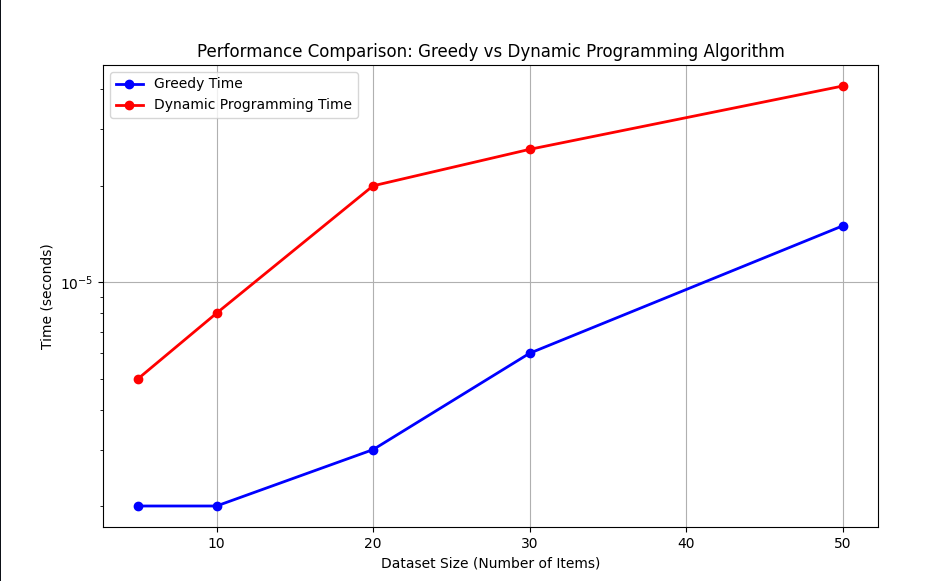 Performance Comparison: Greedy vs Dynamic Programming Algorithm
Greedy Time
Dynamic Programming Time
Time (seconds)
10⁻⁵
10 20 30 40 50
Dataset Size (Number of Items)